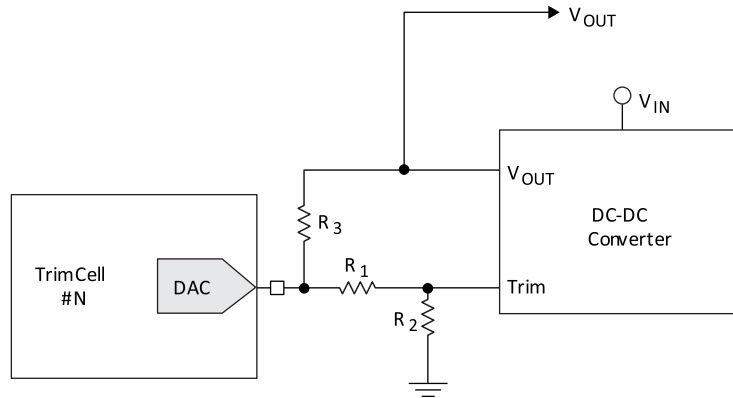 VOUT
VIN
VOUT
DC-DC
Converter
R3
TrimCell
#N
DAC
R1
Trim
R2